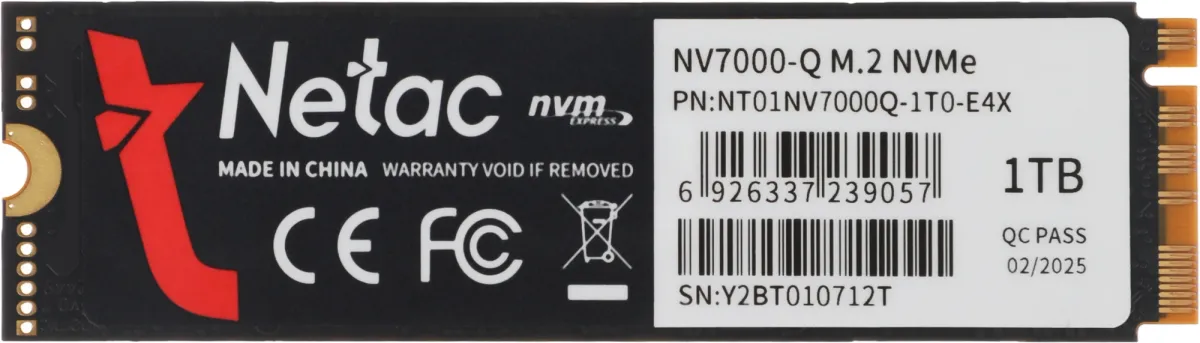 Netac
nvm
EXPRESS
MADE IN CHINA WARRANTY VOID IF REMOVED
CE FC
NV7000-Q M.2 NVMe
PN:NT01NV7000Q-1T0-E4X
6 926337 239057
1TB
QC PASS
02/2025
SN:Y2BT010712T